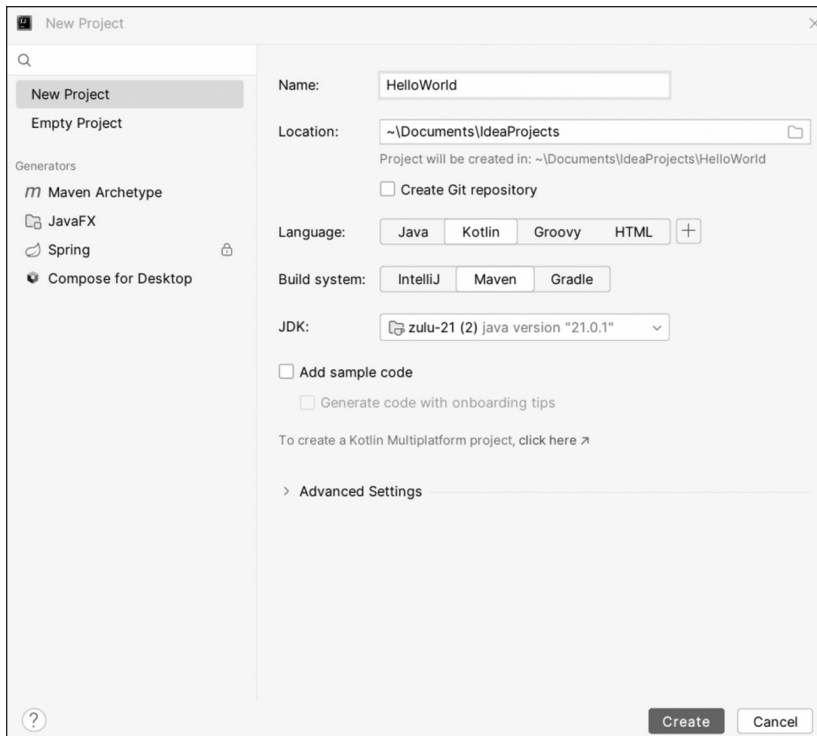 New Project
New Project
Empty Project
Generators
Maven Archetype
JavaFX
Spring
Compose for Desktop
Name: HelloWorld
Location: ~\Documents\IdeaProjects
Project will be created in: ~\Documents\IdeaProjects\HelloWorld
Create Git repository
Language: Java Kotlin Groovy HTML +
Build system: IntelliJ Maven Gradle
JDK: zulu-21 (2) java version "21.0.1"
Add sample code
Generate code with onboarding tips
To create a Kotlin Multiplatform project, click here ↗
Advanced Settings
? Create Cancel